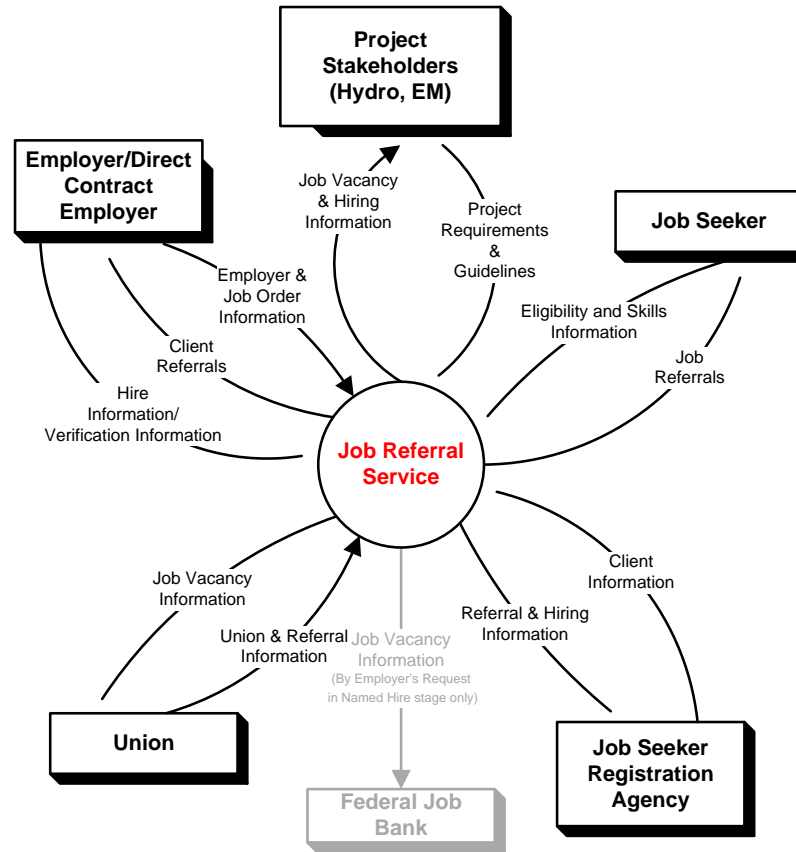 Project
Stakeholders
(Hydro, EM)
Employer/Direct
Contract
Employer
Job Vacancy
& Hiring
Information
Project
Requirements
&
Guidelines
Job Seeker
Employer &
Job Order
Information
Client
Referrals
Hire
Information/
Verification Information
Eligibility and Skills
Information
Job
Referrals
Job Referral
Service
Job Vacancy
Information
Union & Referral
Information
Job Vacancy
Information
(By Employer's Request
in Named Hire stage only)
Referral & Hiring
Information
Client
Information
Union
Federal Job
Bank
Job Seeker
Registration
Agency